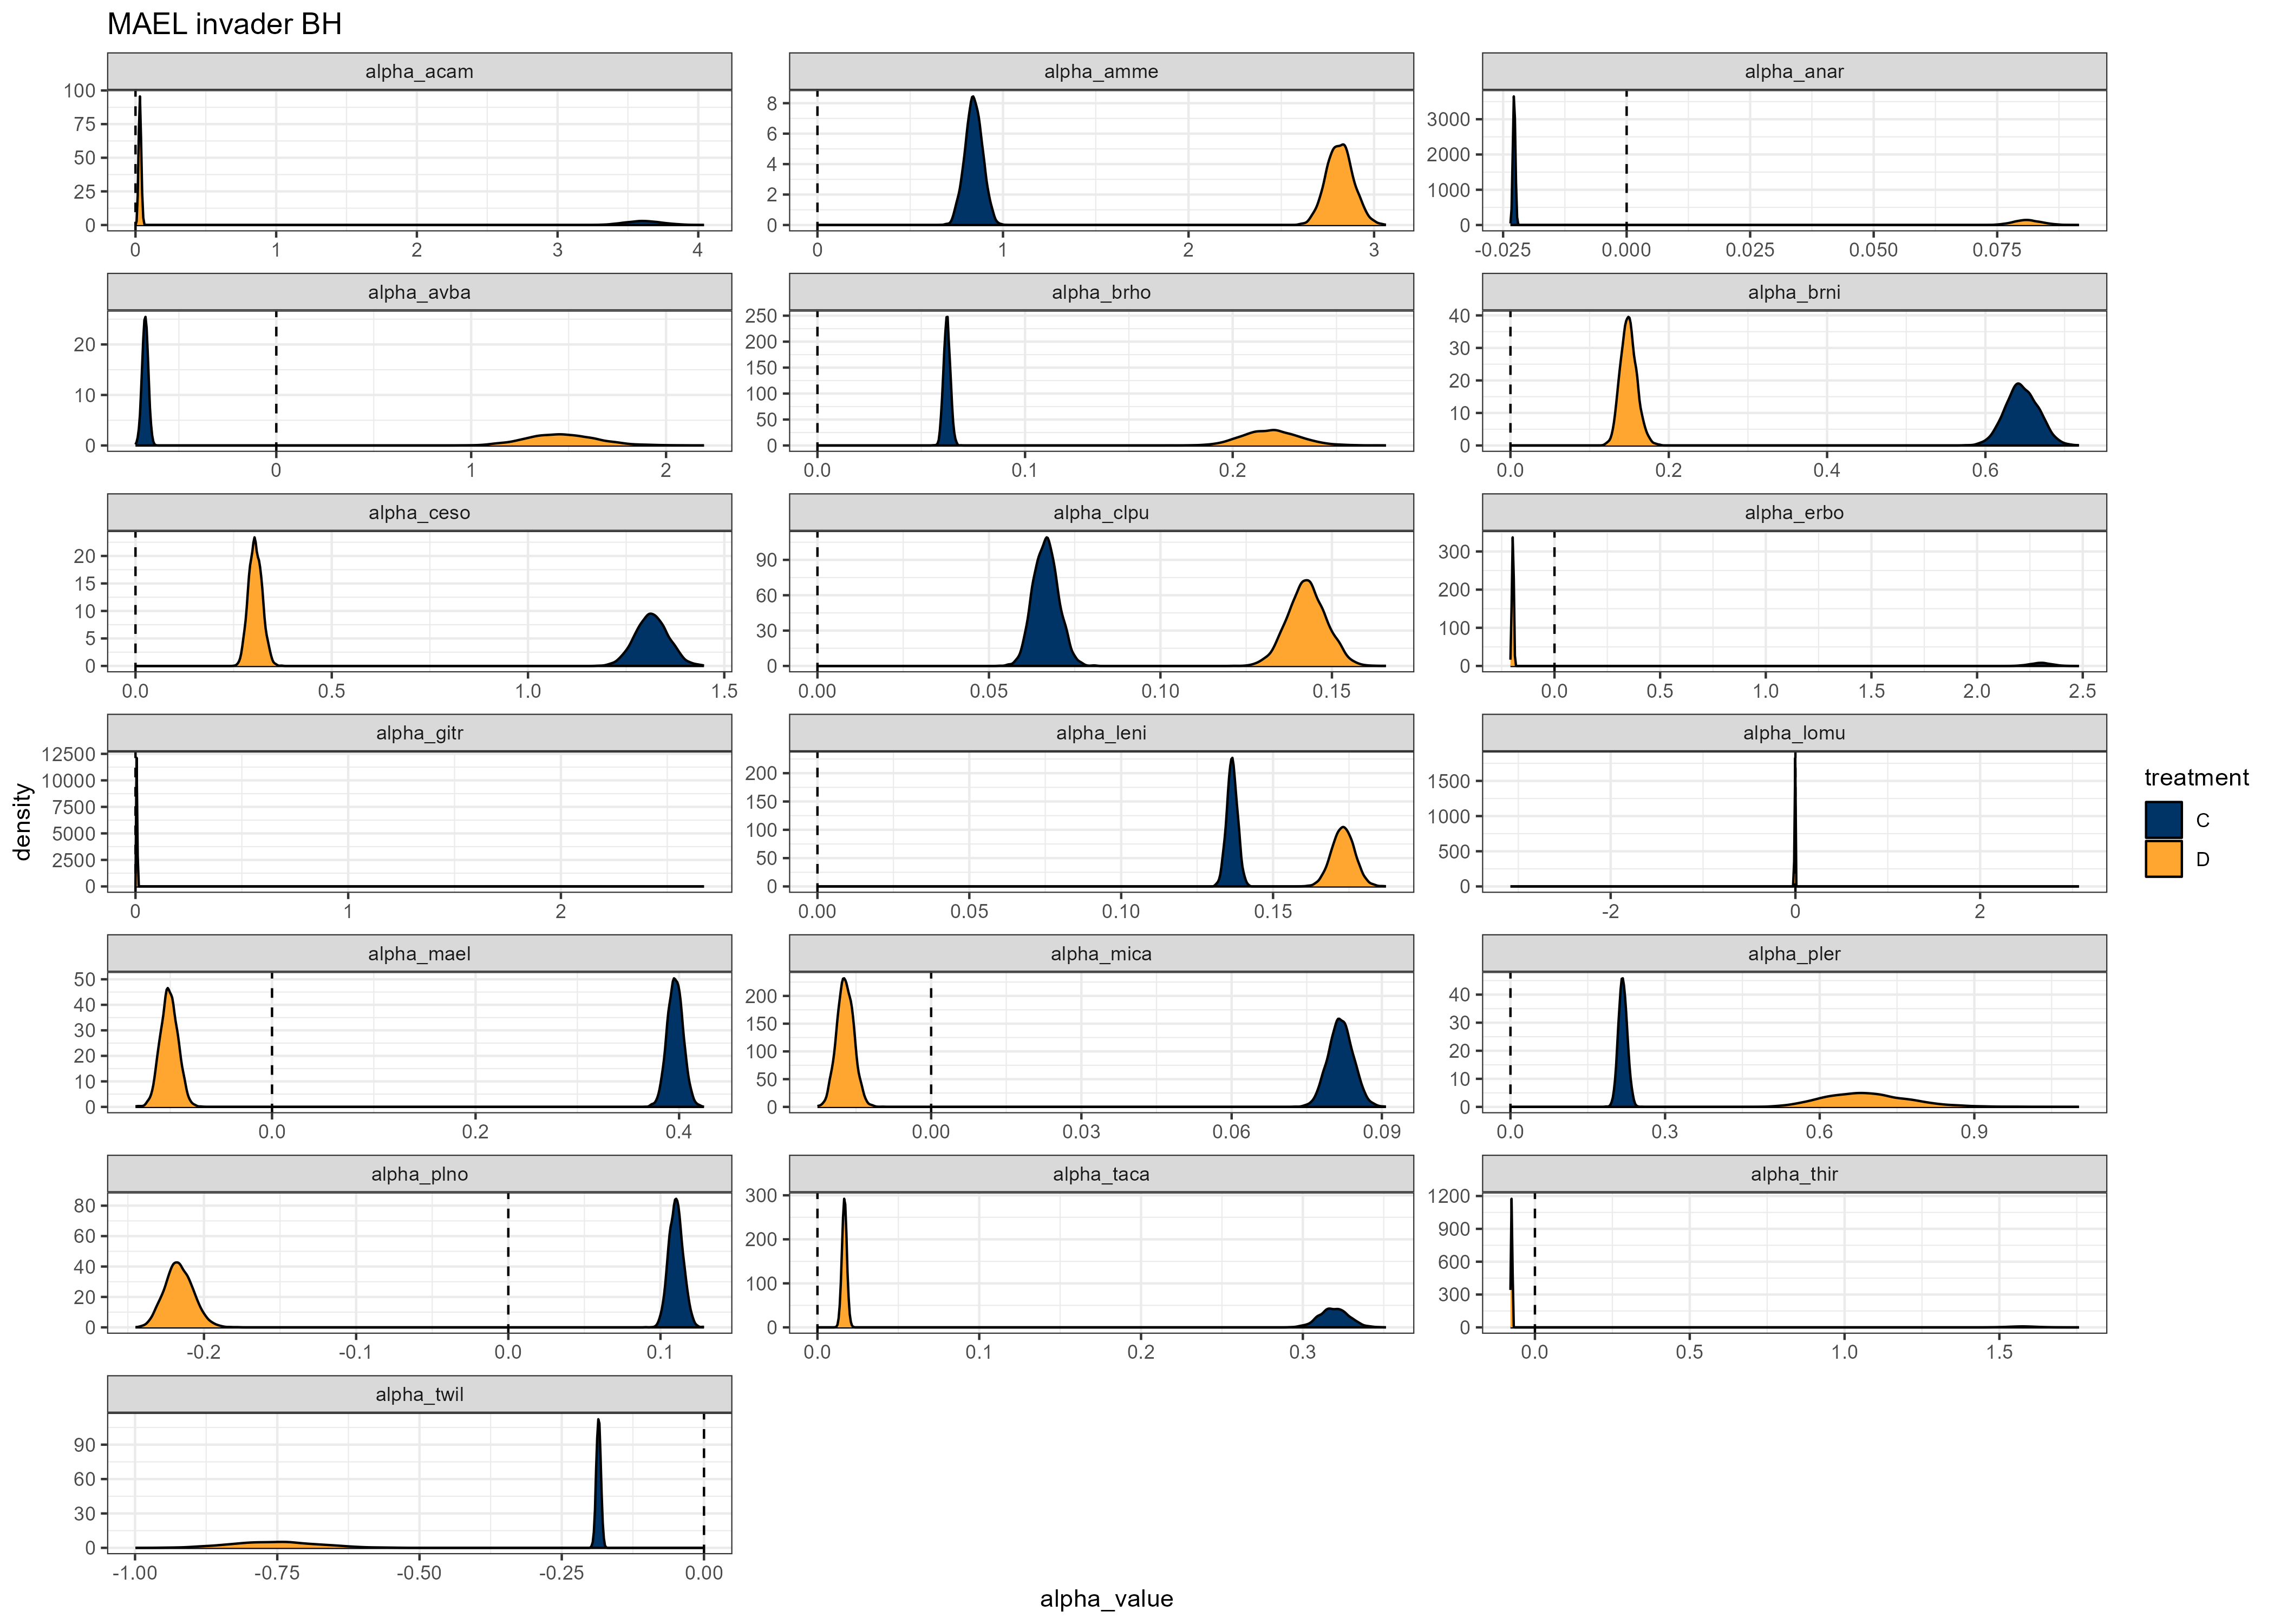 MAEL invader BH
alpha_acam alpha_amme alpha_anar
100 75 50 25 0
8 6 4 2 0
3000 2000 1000 0
0 1 2 3 4
0 1 2 3
-0.025 0.000 0.025 0.050 0.075
alpha_avba alpha_brho alpha_brni
20 10 0
250 200 150 100 50 0
40 30 20 10 0
0 1 2
0.0 0.1 0.2
0.0 0.2 0.4 0.6
alpha_ceso alpha_clpu alpha_erbo
20 15 10 5 0
90 60 30 0
300 200 100 0
0.0 0.5 1.0 1.5
0.00 0.05 0.10 0.15
0.0 0.5 1.0 1.5 2.0 2.5
alpha_gitr alpha_leni alpha_lomu
12500 10000 7500 5000 2500 0
200 150 100 50 0
1500 1000 500 0
0 1 2
0.00 0.05 0.10 0.15
-2 0 2
alpha_mael alpha_mica alpha_pler
50 40 30 20 10 0
200 150 100 50 0
40 30 20 10 0
0.0 0.2 0.4
0.00 0.03 0.06 0.09
0.0 0.3 0.6 0.9
alpha_plno alpha_taca alpha_thir
80 60 40 20 0
300 200 100 0
1200 900 600 300 0
-0.2 -0.1 0.0 0.1
0.0 0.1 0.2 0.3
0.0 0.5 1.0 1.5
alpha_twil
90 60 30 0
-1.00 -0.75 -0.50 -0.25 0.00
alpha_value
density
treatment
C
D